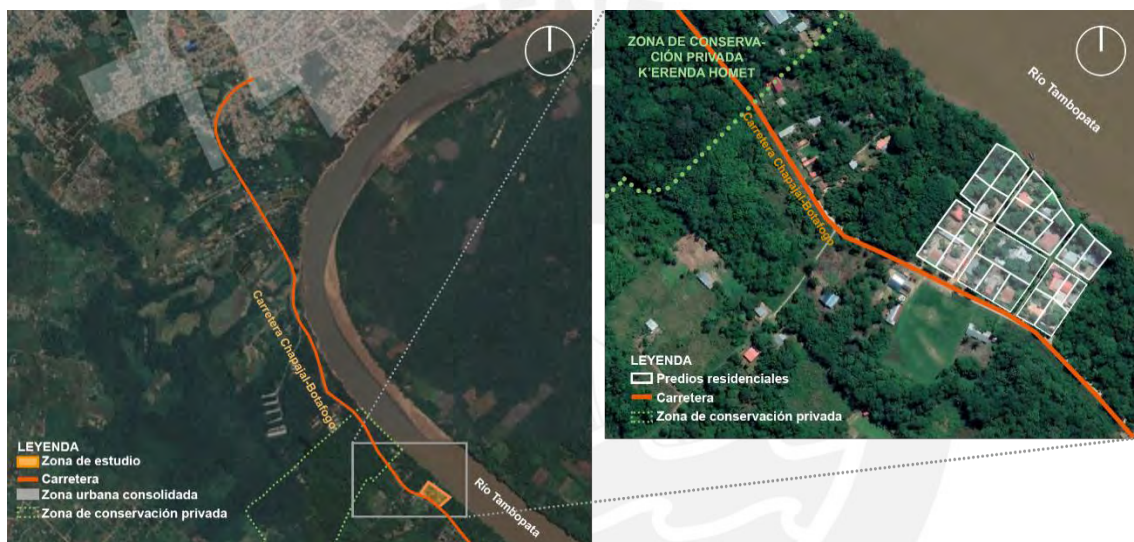 Carretera Chapajal-Botafogo
Río Tambopata
LEYENDA
Zona de estudio
Carretera
Zona urbana consolidada
Zona de conservación privada
ZONA DE CONSERVA-
CIÓN PRIVADA
K'ERENDA HOMET
Río Tambopata
Carretera Chapajal-Botafogo
LEYENDA
Predios residenciales
Carretera
Zona de conservación privada